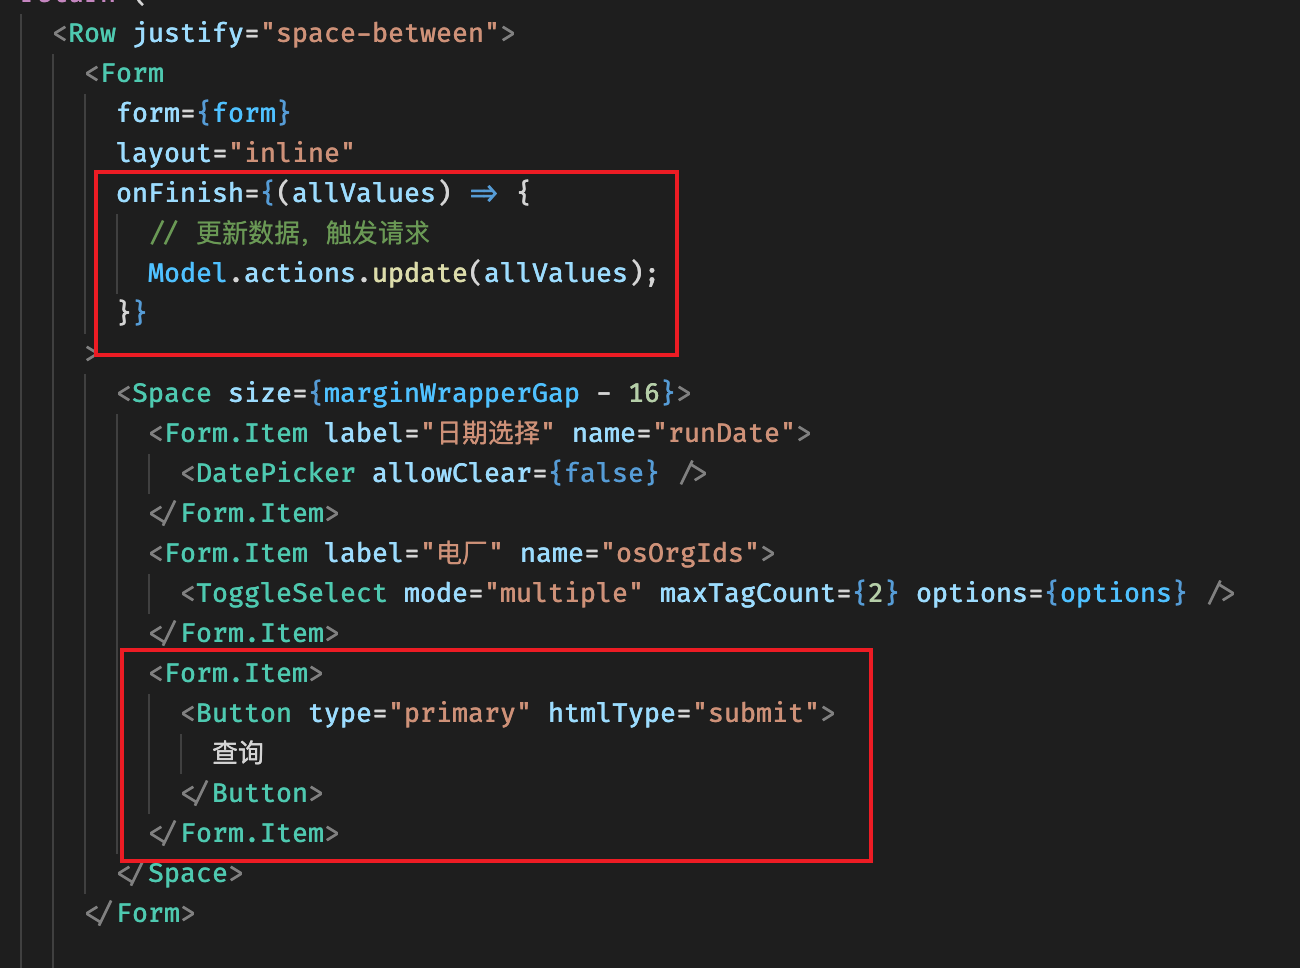 return (
<Row justify="space-between">
<Form
form={form}
layout="inline"
onFinish={(allValues) => {
// 更新数据，触发请求
Model.actions.update(allValues);
}}
>
<Space size={marginWrapperGap - 16}>
<Form.Item label="日期选择" name="runDate">
<DatePicker allowClear={false} />
</Form.Item>
<Form.Item label="电厂" name="osOrgIds">
<ToggleSelect mode="multiple" maxTagCount={2} options={options} />
</Form.Item>
<Form.Item>
<Button type="primary" htmlType="submit">
查询
</Button>
</Form.Item>
</Space>
</Form>